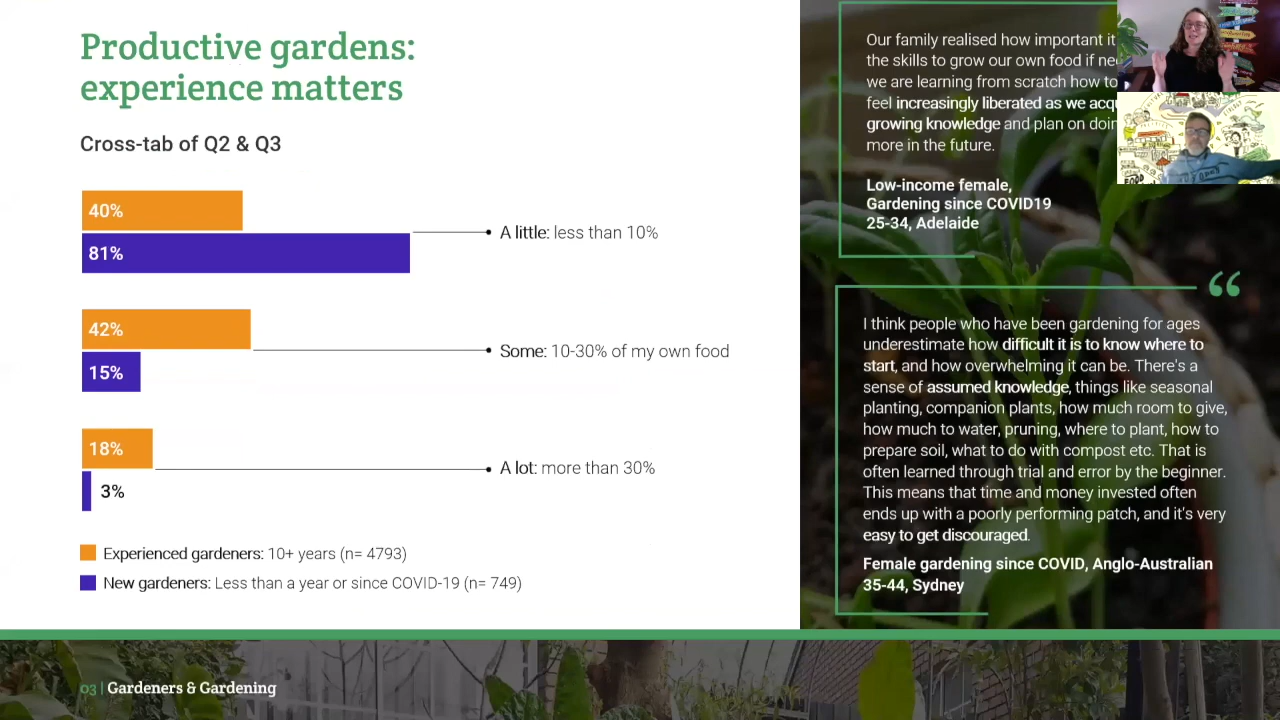 Productive gardens:
experience matters
Cross-tab of Q2 & Q3
40%
81%
A little: less than 10%
42%
15%
Some: 10-30% of my own food
18%
3%
A lot: more than 30%
Experienced gardeners: 10+ years (n= 4793)
New gardeners: Less than a year or since COVID-19 (n= 749)
Our family realised how important it
the skills to grow our own food if
we are learning from scratch how to
feel increasingly liberated as we
growing knowledge and plan on
more in the future.
Low-income female,
Gardening since COVID19
25-34, Adelaide
“
I think people who have been gardening for ages
underestimate how difficult it is to know where to
start, and how overwhelming it can be. There's a
sense of assumed knowledge, things like seasonal
planting, companion plants, how much room to give,
how much to water, pruning, where to plant, how to
prepare soil, what to do with compost etc. That is
often learned through trial and error by the beginner.
This means that time and money invested often
ends up with a poorly performing patch, and it's very
easy to get discouraged.
Female gardening since COVID, Anglo-Australian
35-44, Sydney
03 | Gardeners & Gardening